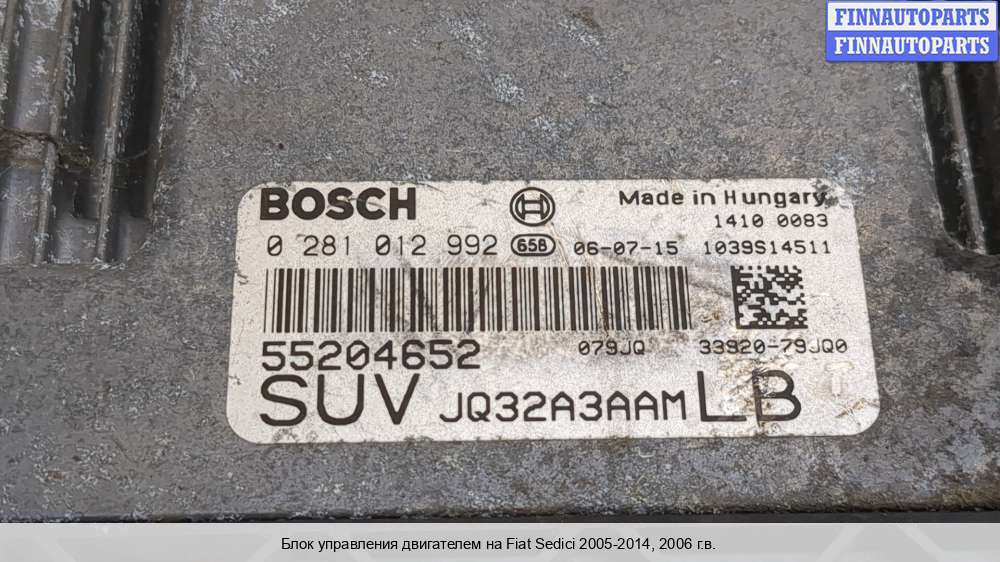 FINNAUTOPARTS
FINNAUTOPARTS
BOSCH Made in Hungary
1410 0083
0 281 012 992 658 06-07-15 1039S14511
55204652 079JQ 33920-79JQ0
SUV JQ32A3AAM LB
Блок управления двигателем на Fiat Sedici 2005-2014, 2006 г.в.